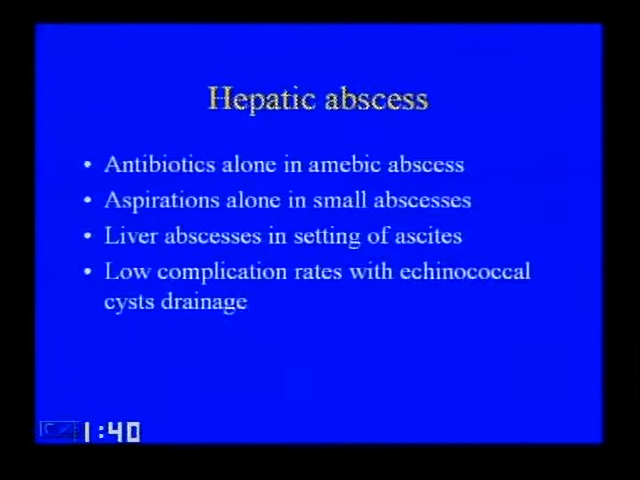 Hepatic abscess
• Antibiotics alone in amebic abscess
• Aspirations alone in small abscesses
• Liver abscesses in setting of ascites
• Low complication rates with echinococcal
cysts drainage
1:40